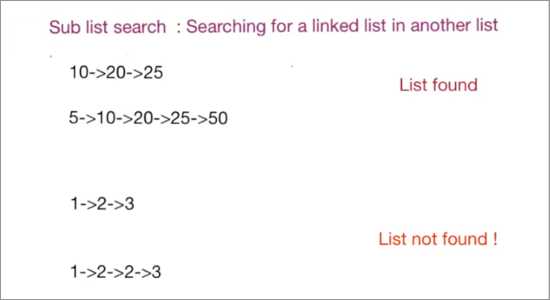 Sub list search : Searching for a linked list in another list
10->20->25
List found
5->10->20->25->50
1->2->3
List not found !
1->2->2->3